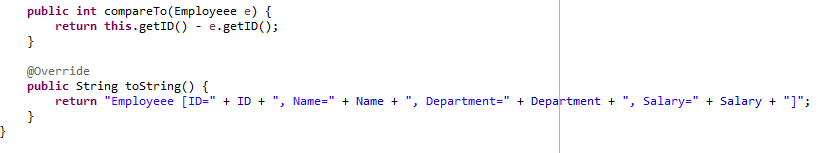 public int compareTo(Employeee e) {
return this.getID() - e.getID();
}
@Override
public String toString() {
return "Employeee [ID=" + ID + ", Name=" + Name + ", Department=" + Department + ", Salary=" + Salary + "]";
}
}